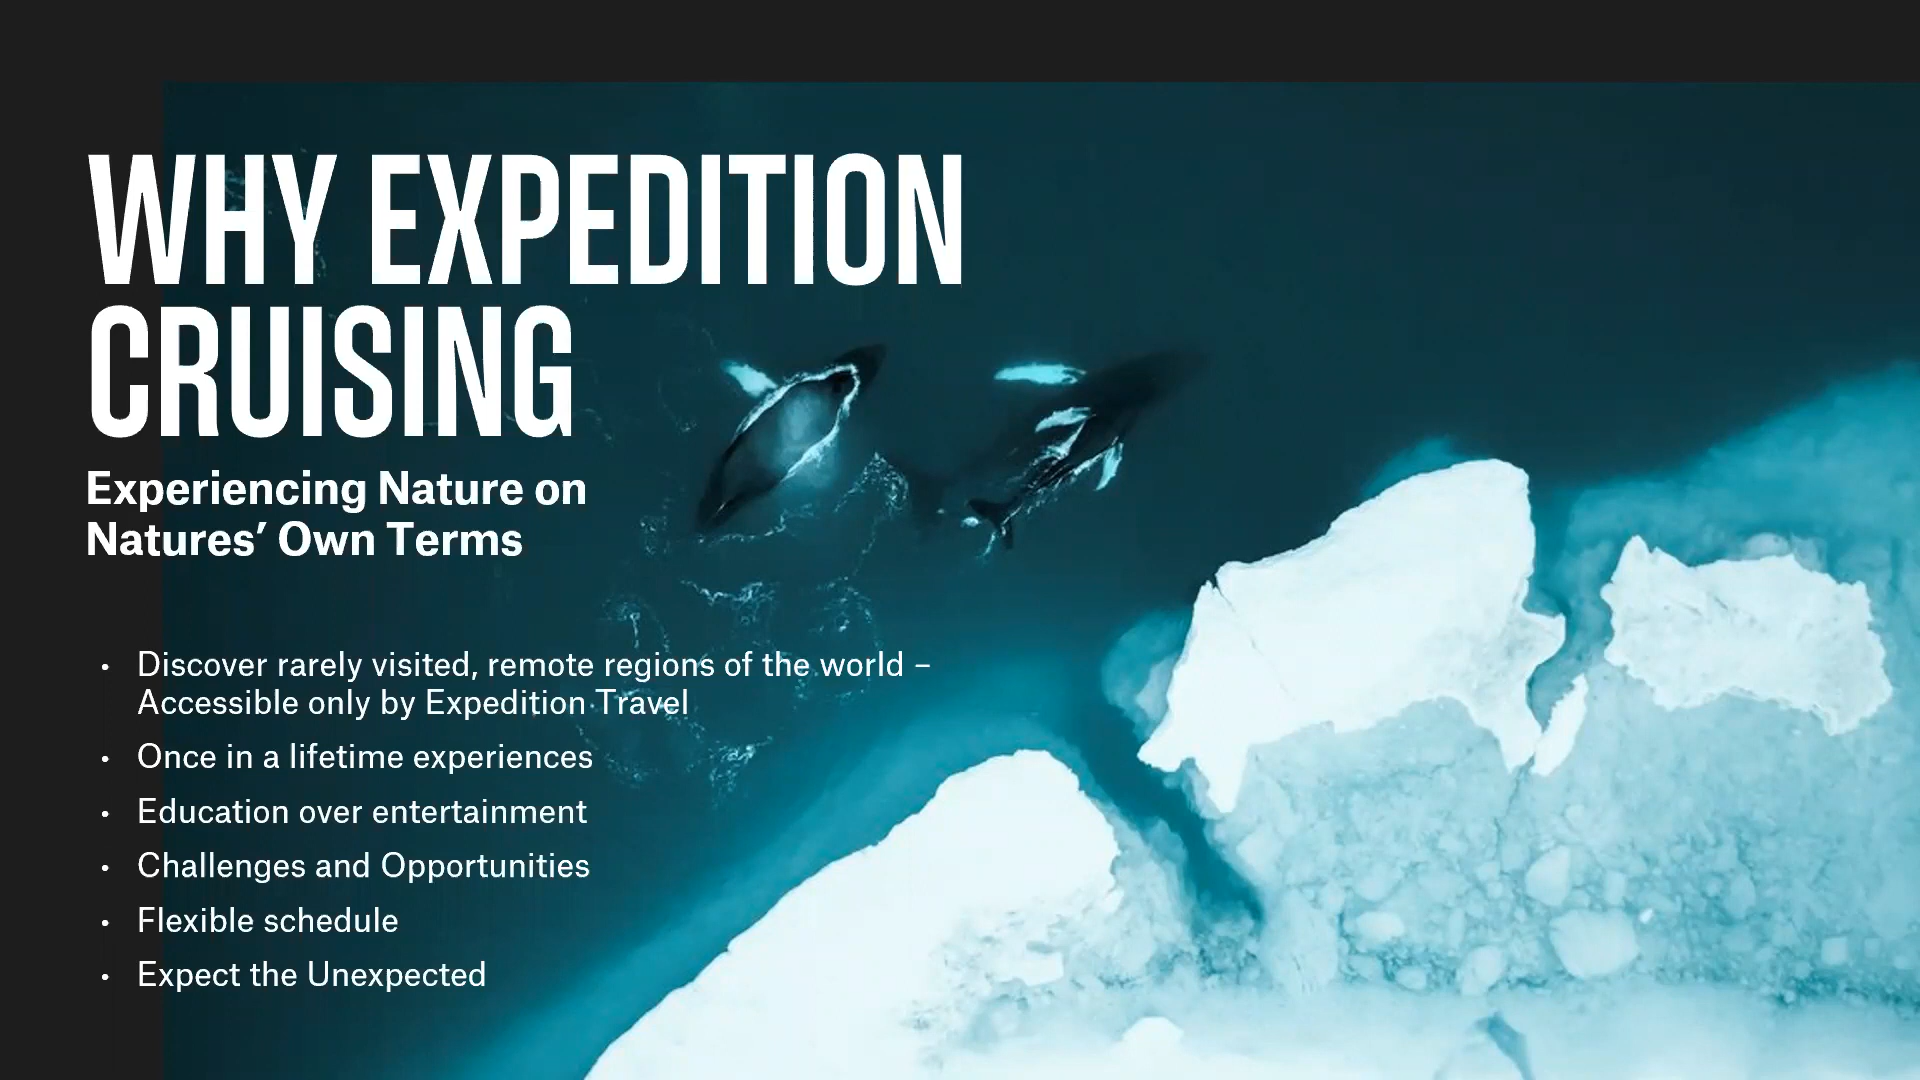 WHY EXPEDITION
CRUISING
Experiencing Nature on
Natures’ Own Terms
• Discover rarely visited, remote regions of the world –
Accessible only by Expedition Travel
• Once in a lifetime experiences
• Education over entertainment
• Challenges and Opportunities
• Flexible schedule
• Expect the Unexpected